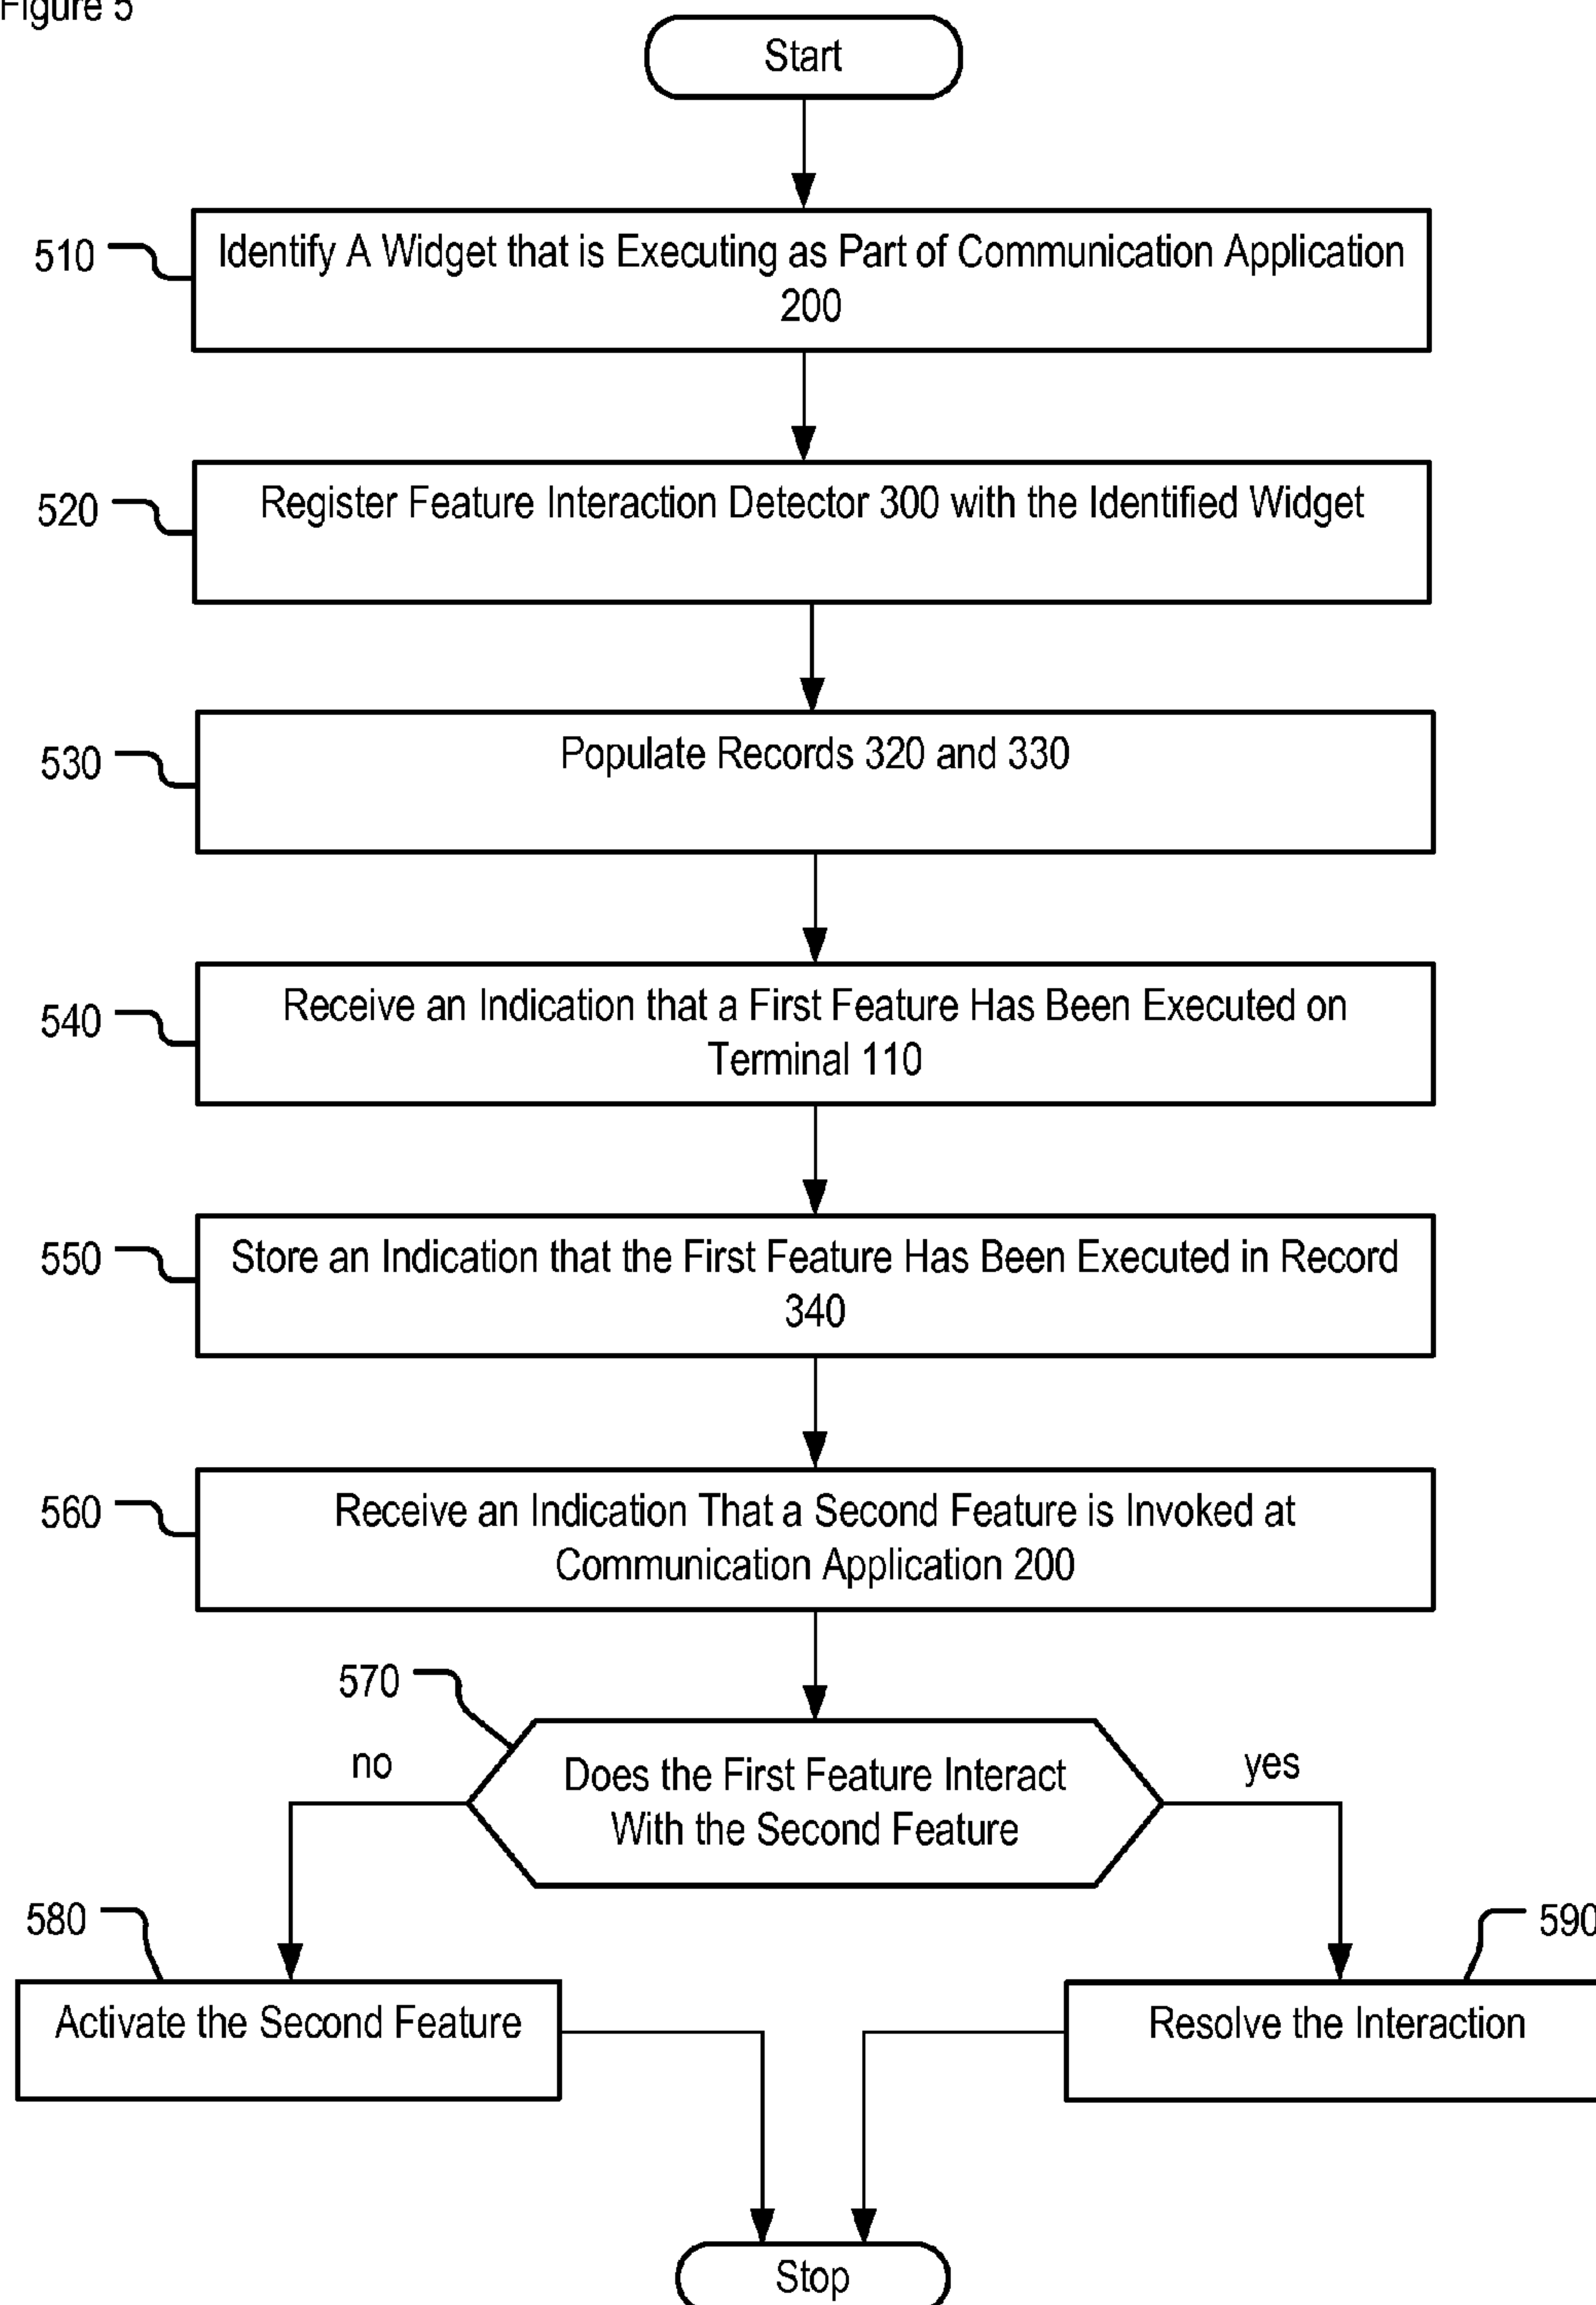 Figure 5
Start
510
Identify A Widget that is Executing as Part of Communication Application
200
520
Register Feature Interaction Detector 300 with the Identified Widget
530
Populate Records 320 and 330
540
Receive an Indication that a First Feature Has Been Executed on
Terminal 110
550
Store an Indication that the First Feature Has Been Executed in Record
340
560
Receive an Indication That a Second Feature is Invoked at
Communication Application 200
570
no
Does the First Feature Interact
With the Second Feature
yes
580
590
Activate the Second Feature
Resolve the Interaction
Stop